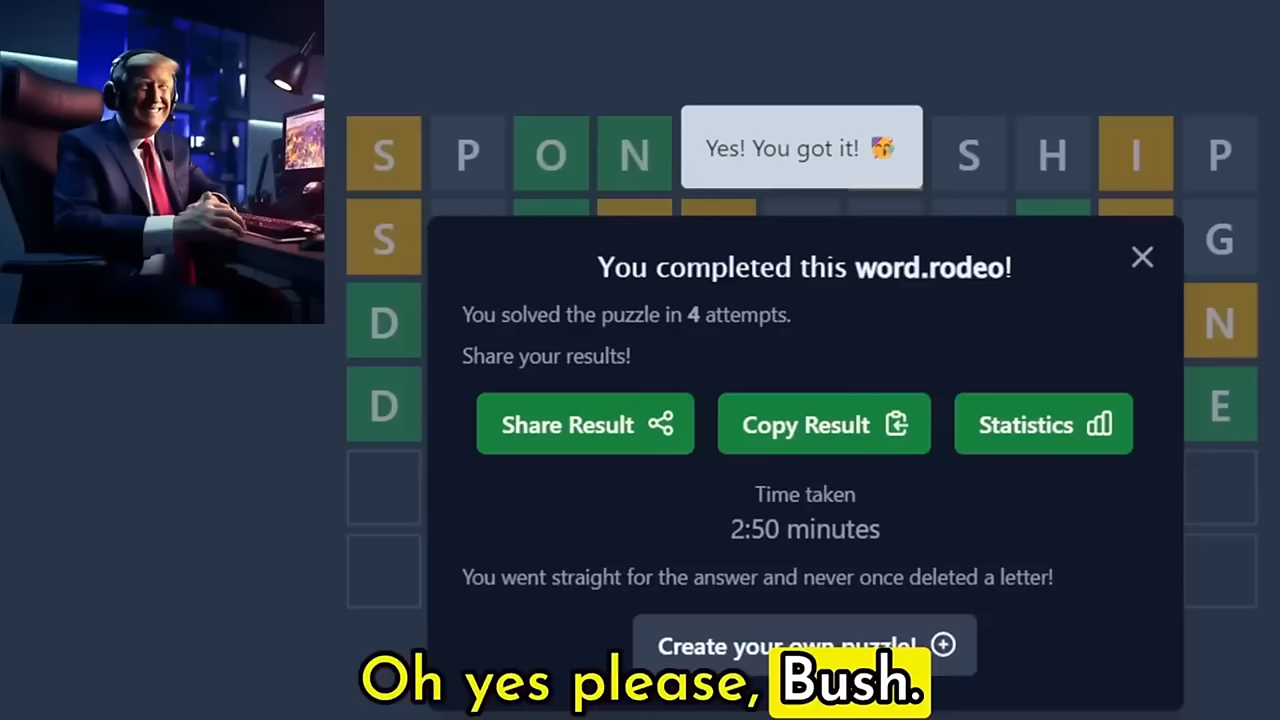 S P O N S H I P
Yes! You got it! 🥳
S G
You completed this word.rodeo!
You solved the puzzle in 4 attempts.
D N
Share your results!
D E
Share Result Copy Result Statistics
Time taken
2:50 minutes
You went straight for the answer and never once deleted a letter!
Create your own puzzle!
Oh yes please, Bush.